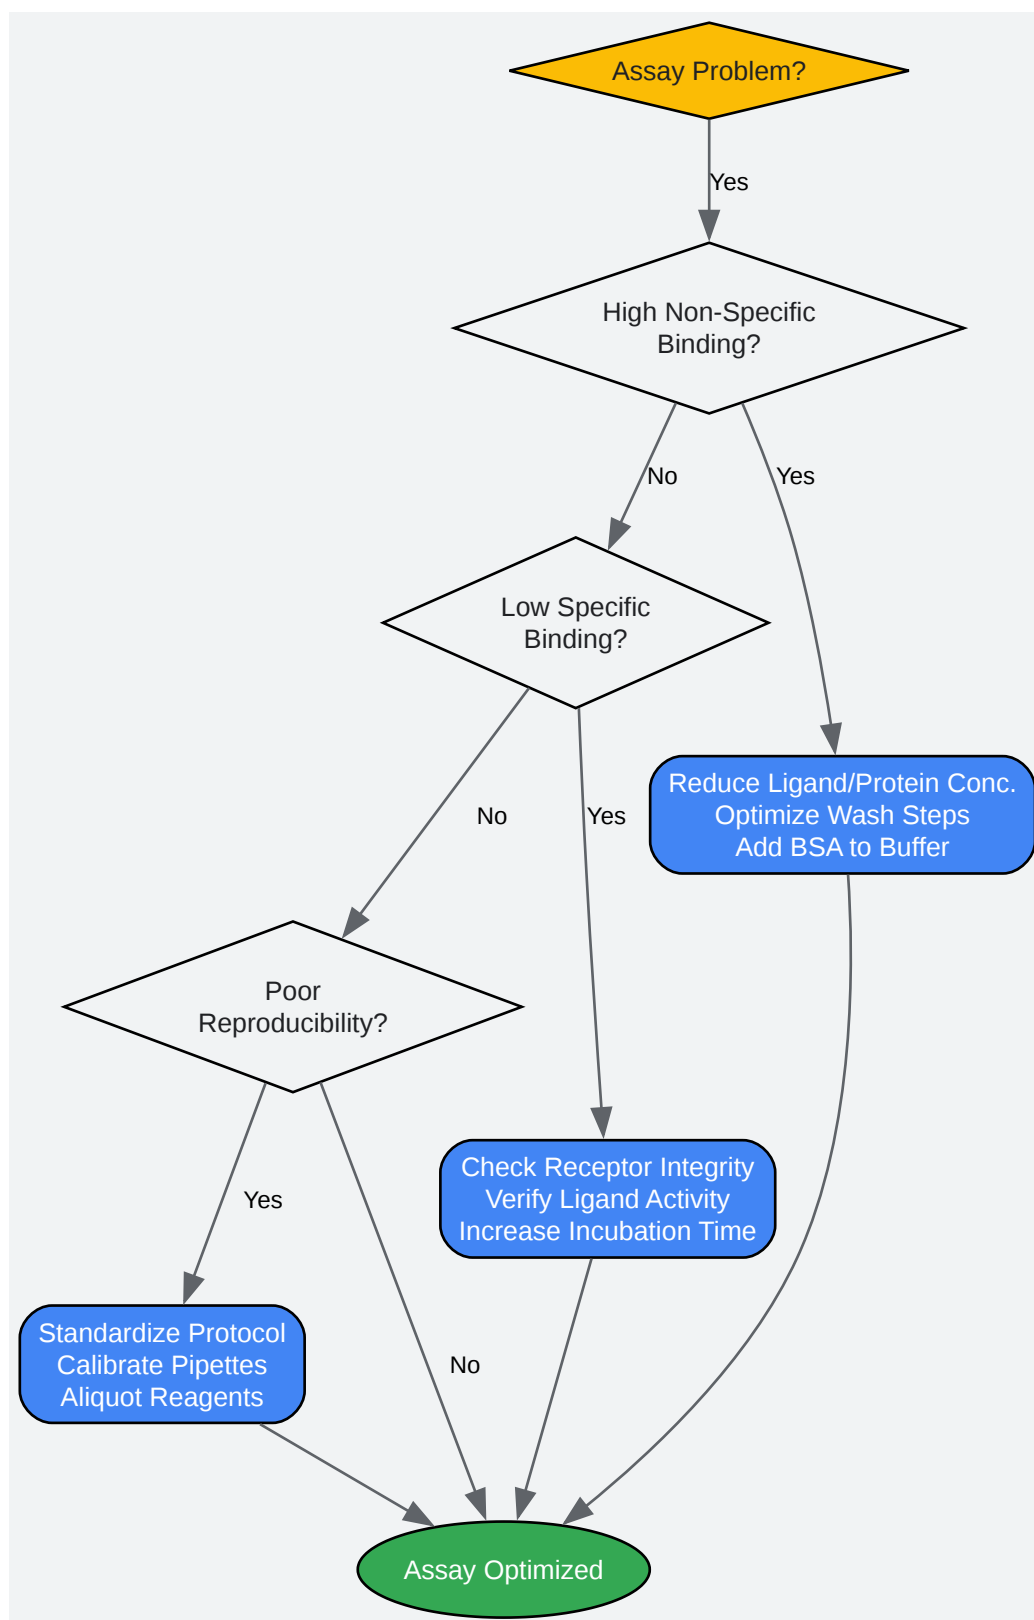 Assay Problem?
Yes
High Non-Specific
Binding?
No
Yes
Low Specific
Binding?
No
Yes
Reduce Ligand/Protein Conc.
Optimize Wash Steps
Add BSA to Buffer
Poor
Reproducibility?
Yes
No
Check Receptor Integrity
Verify Ligand Activity
Increase Incubation Time
Standardize Protocol
Calibrate Pipettes
Aliquot Reagents
Assay Optimized